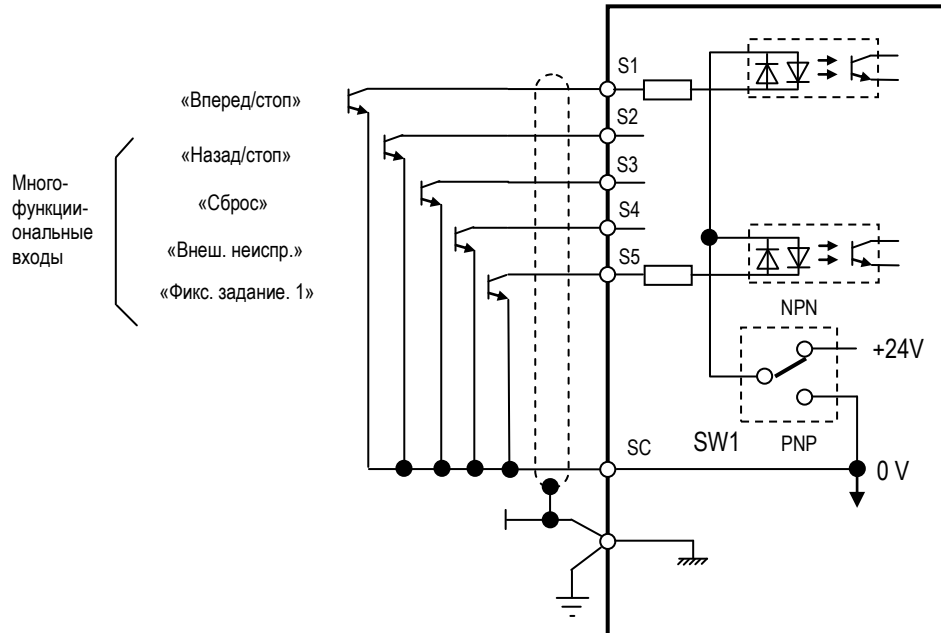 «Вперед/стоп»
«Назад/стоп»
«Сброс»
«Внеш. неиспр.»
«Фикс. задание. 1»
Много-
функци-
ональные
входы
S1
S2
S3
S4
S5
SC
NPN
+24V
SW1
PNP
0 V